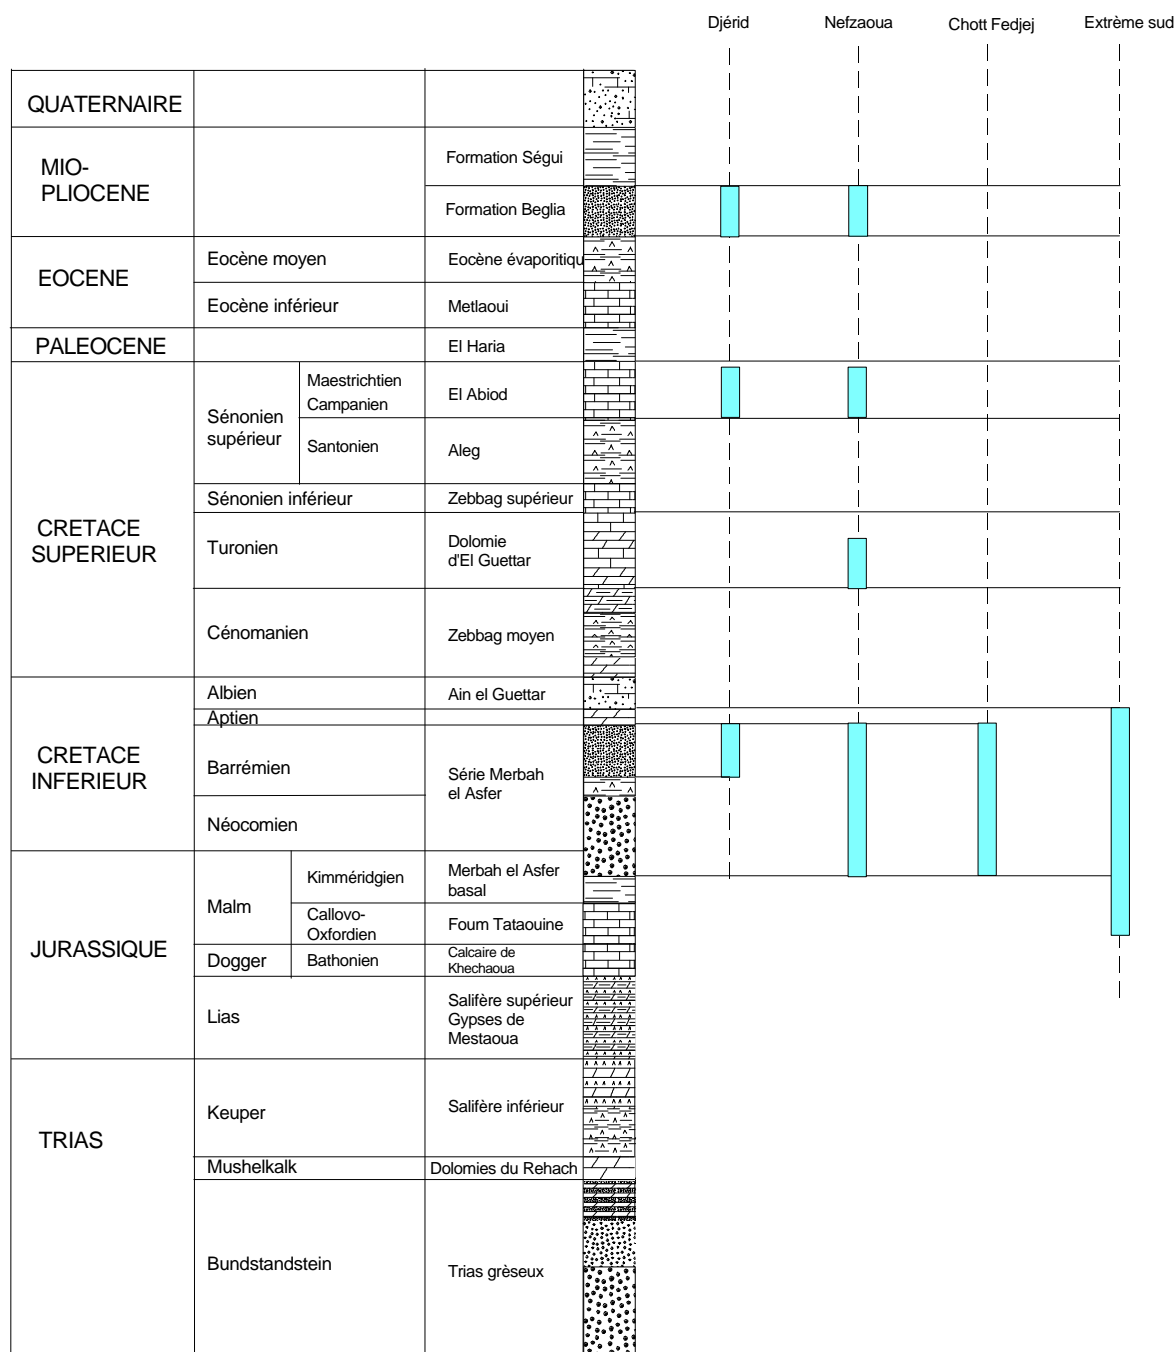 Djérid
Nefzaoua
Chott Fedjej
Extrème sud
QUATERNAIRE
MIO-
PLIOCENE
Formation Ségui
Formation Beglia
EOCENE
Eocène moyen
Eocène évaporitiqu
Eocène inférieur
Metlaoui
PALEOCENE
El Haria
CRETACE
SUPERIEUR
Sénonien
supérieur
Maestrichtien
Campanien
El Abiod
Santonien
Aleg
Sénonien inférieur
Zebbag supérieur
Turonien
Dolomie
d'El Guettar
Cénomanien
Zebbag moyen
CRETACE
INFERIEUR
Albien
Ain el Guettar
Aptien
Barrémien
Série Merbah
el Asfer
Néocomien
JURASSIQUE
Malm
Kimméridgien
Merbah el Asfer
basal
Callovo-
Oxfordien
Foum Tataouine
Dogger
Bathonien
Calcaire de
Khechaoua
Lias
Salifère supérieur
Gypses de
Mestaoua
TRIAS
Keuper
Salifère inférieur
Mushelkalk
Dolomies du Rehach
Bundstandstein
Trias grèseux